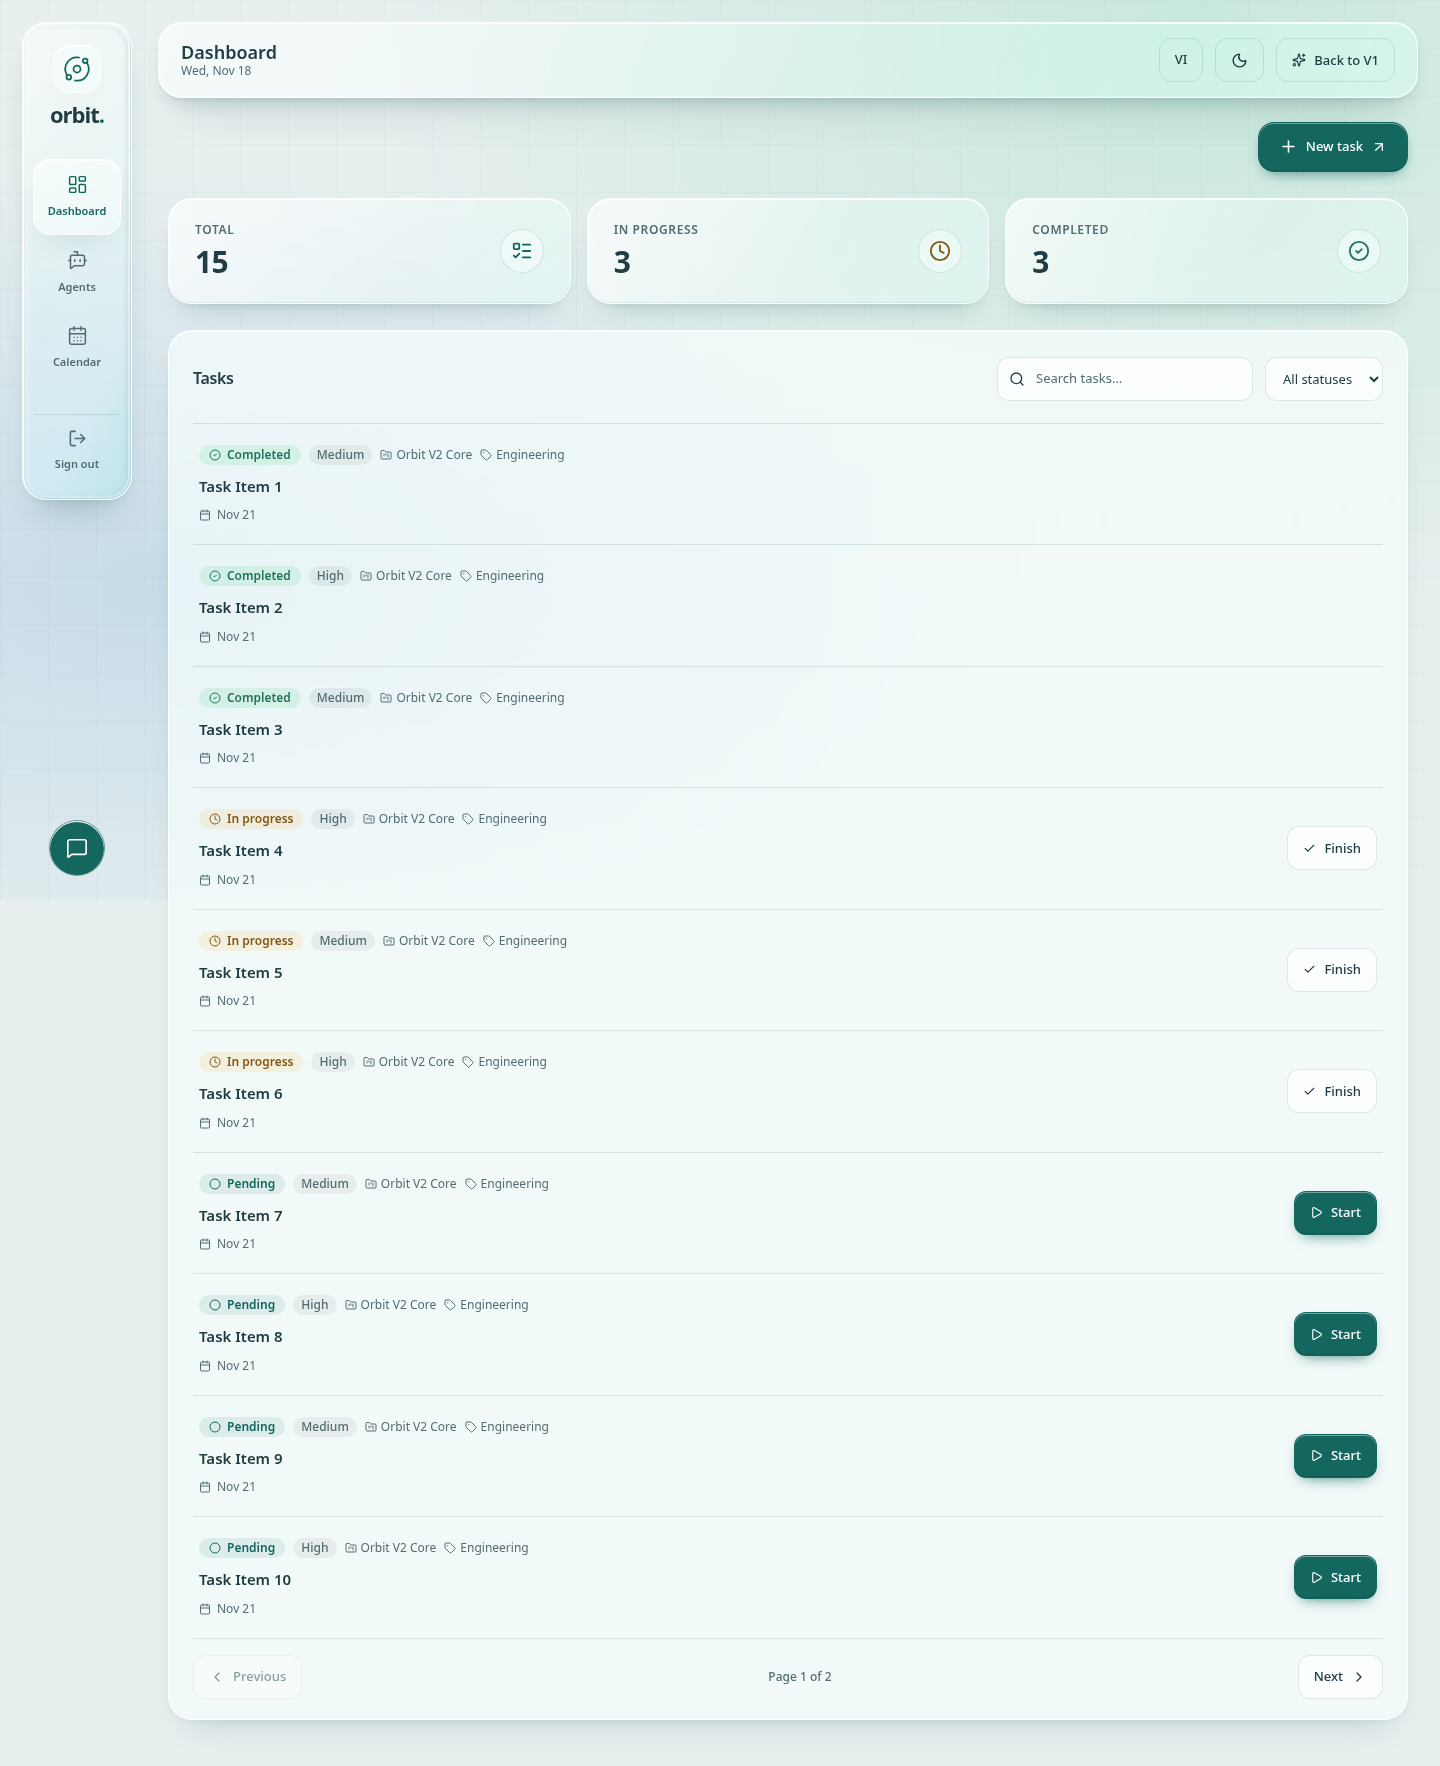 orbit.
Dashboard
Agents
Calendar
Sign out
Dashboard
Wed, Nov 18
VI
Back to V1
New task
TOTAL
15
IN PROGRESS
3
COMPLETED
3
Tasks
Search tasks...
All statuses
Completed Medium Orbit V2 Core Engineering
Task Item 1
Nov 21
Completed High Orbit V2 Core Engineering
Task Item 2
Nov 21
Completed Medium Orbit V2 Core Engineering
Task Item 3
Nov 21
In progress High Orbit V2 Core Engineering
Task Item 4
Nov 21
Finish
In progress Medium Orbit V2 Core Engineering
Task Item 5
Nov 21
Finish
In progress High Orbit V2 Core Engineering
Task Item 6
Nov 21
Finish
Pending Medium Orbit V2 Core Engineering
Task Item 7
Nov 21
Start
Pending High Orbit V2 Core Engineering
Task Item 8
Nov 21
Start
Pending Medium Orbit V2 Core Engineering
Task Item 9
Nov 21
Start
Pending High Orbit V2 Core Engineering
Task Item 10
Nov 21
Start
Previous
Page 1 of 2
Next